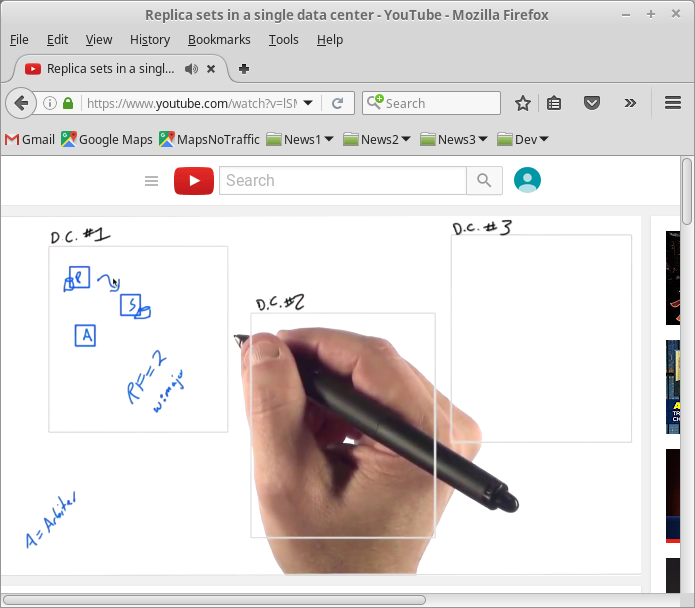 Replica sets in a single data center - YouTube - Mozilla Firefox
File Edit View History Bookmarks Tools Help
Replica sets in a singl...
https://www.youtube.com/watch?v=lSM
Search
Gmail Google Maps MapsNoTraffic News1 News2 News3 Dev
Search
D.C. #1
D.C. #3
P
S
D.C. #2
A
RF=2
w:major
A=Arbiter